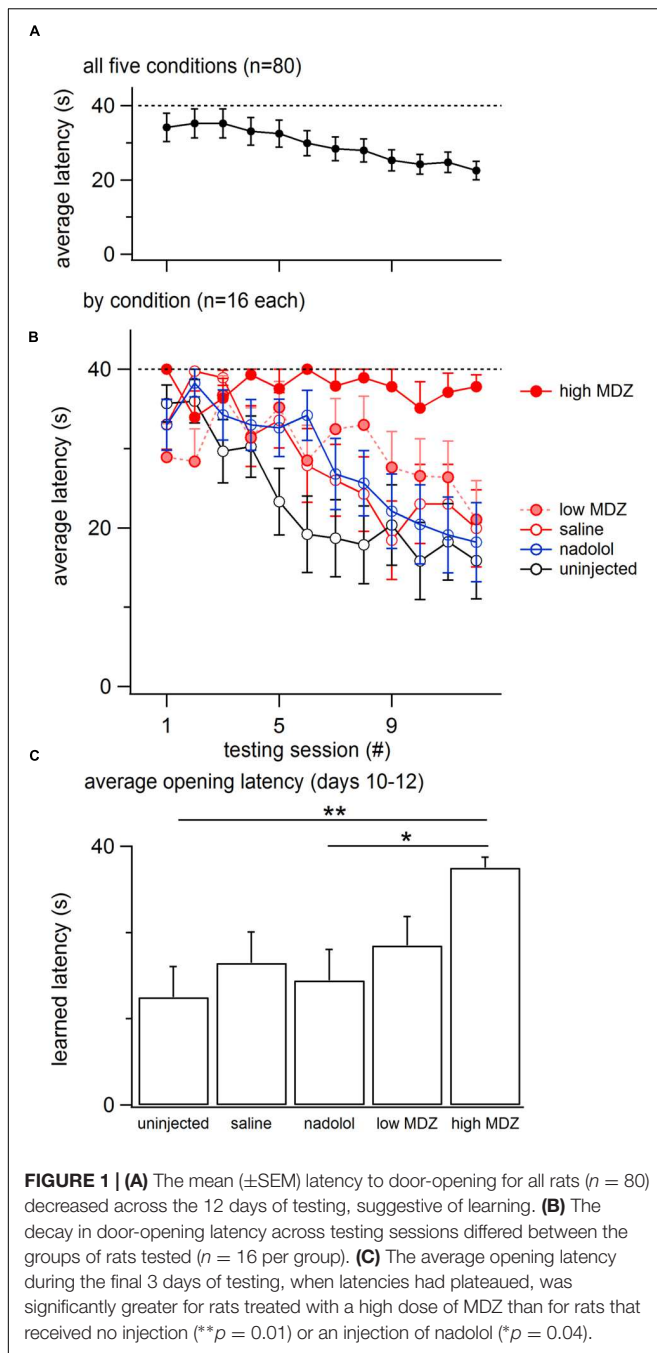 A
all five conditions (n=80)
average latency (s)
40
20
0
by condition (n=16 each)
B
average latency (s)
40
20
0
high MDZ
low MDZ
saline
nadolol
uninjected
1 5 9
testing session (#)
C
average opening latency (days 10-12)
**
*
learned latency (s)
40
0
uninjected saline nadolol low MDZ high MDZ
FIGURE 1 | (A) The mean (±SEM) latency to door-opening for all rats (n = 80)
decreased across the 12 days of testing, suggestive of learning. (B) The
decay in door-opening latency across testing sessions differed between the
groups of rats tested (n = 16 per group). (C) The average opening latency
during the final 3 days of testing, when latencies had plateaued, was
significantly greater for rats treated with a high dose of MDZ than for rats that
received no injection (**p = 0.01) or an injection of nadolol (*p = 0.04).